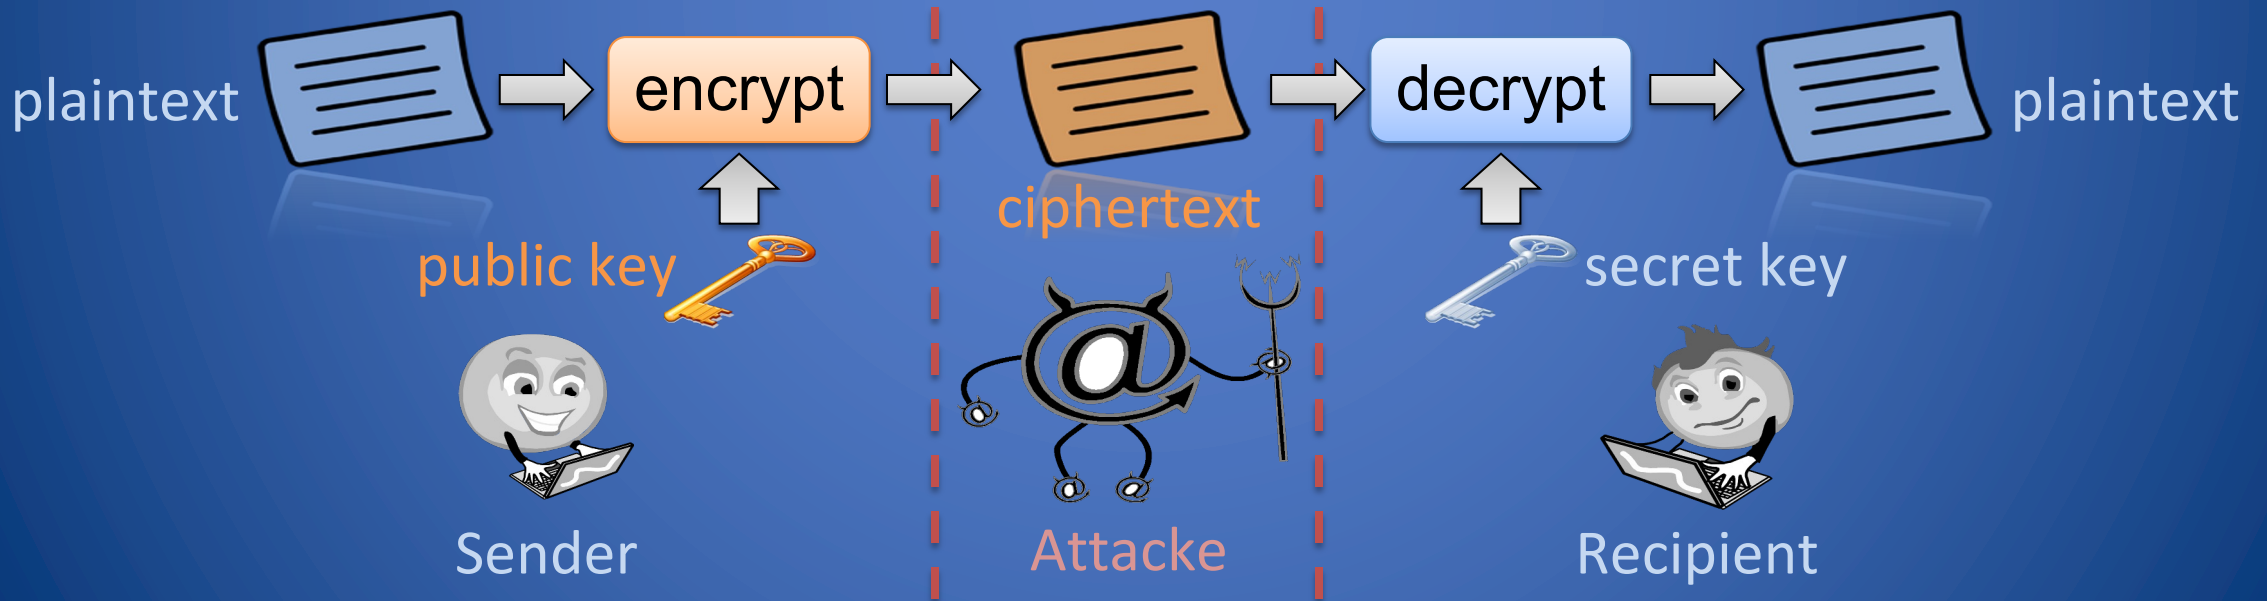 plaintext
encrypt
decrypt
plaintext
ciphertext
public key
secret key
Sender
Attacke
Recipient